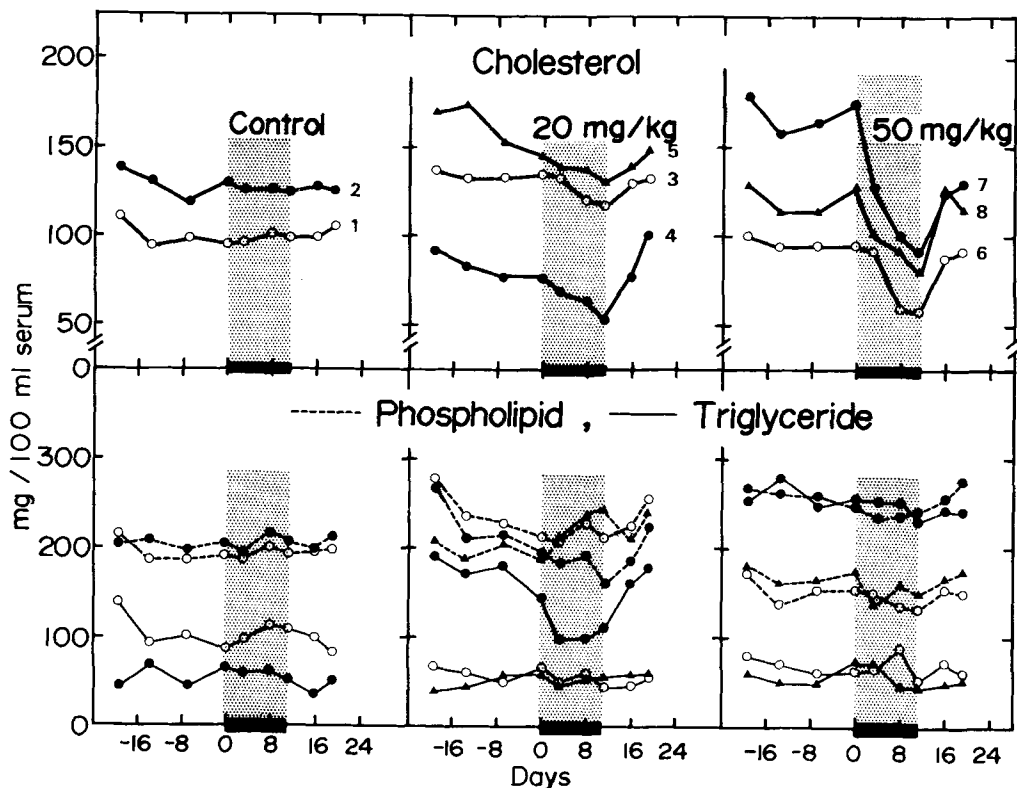 Cholesterol
Control
20 mg/kg
50 mg/kg
200
150
100
50
0
2
1
5
3
4
7
8
6
mg / 100 ml serum
Phospholipid , Triglyceride
300
200
100
0
-16 -8 0 8 16 24 -16 -8 0 8 16 24 -16 -8 0 8 16 24
Days